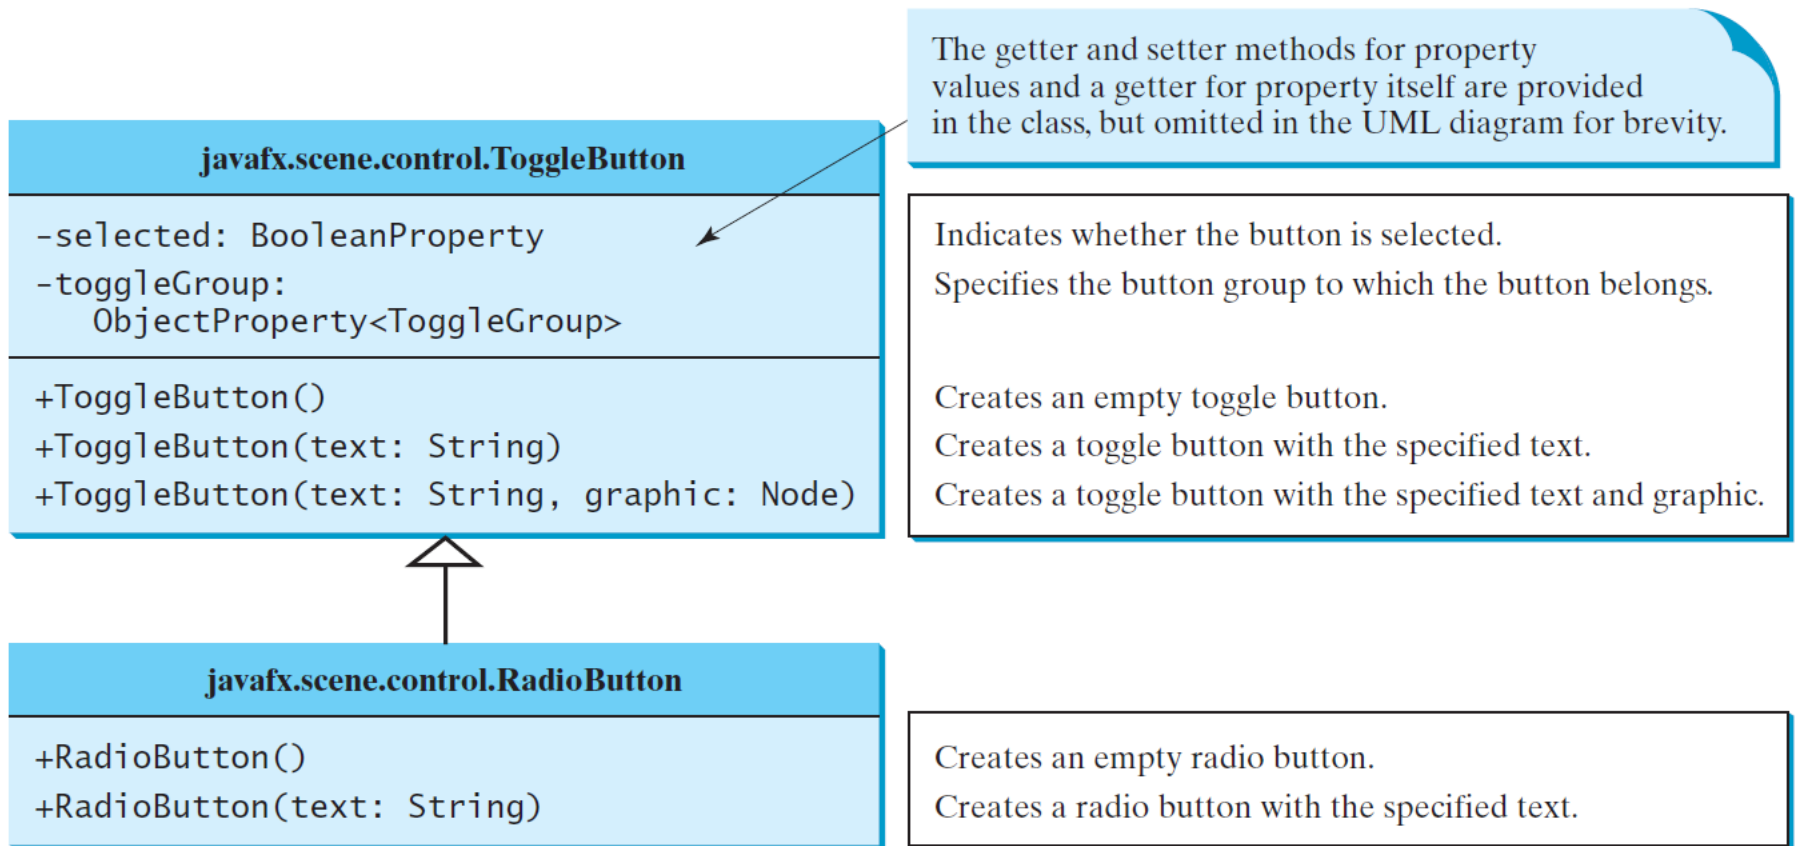 The getter and setter methods for property
values and a getter for property itself are provided
in the class, but omitted in the UML diagram for brevity.
javafx.scene.control.ToggleButton
-selected: BooleanProperty
-toggleGroup:
ObjectProperty<ToggleGroup>
Indicates whether the button is selected.
Specifies the button group to which the button belongs.
+ToggleButton()
+ToggleButton(text: String)
+ToggleButton(text: String, graphic: Node)
Creates an empty toggle button.
Creates a toggle button with the specified text.
Creates a toggle button with the specified text and graphic.
javafx.scene.control.RadioButton
+RadioButton()
+RadioButton(text: String)
Creates an empty radio button.
Creates a radio button with the specified text.